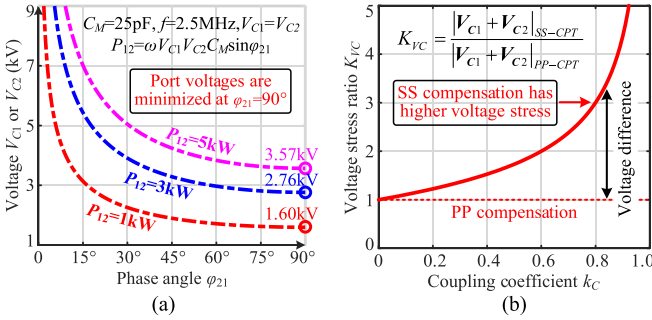 C_M=25pF, f=2.5MHz,V_C1=V_C2
P_12=ωV_C1V_C2C_Msinφ_21
Port voltages are
minimized at φ_21=90°
P_12=5kW
P_12=3kW
P_12=1kW
3.57kV
2.76kV
1.60kV
Voltage V_C1 or V_C2 (kV)
9
7
5
3
1
0 15° 30° 45° 60° 75° 90°
Phase angle φ_21
(a)
K_VC = |V_C1 + V_C2|_SS−CPT / |V_C1 + V_C2|_PP−CPT
SS compensation has
higher voltage stress
Voltage difference
PP compensation
Voltage stress ratio K_VC
5
4
3
2
1
0
0 0.2 0.4 0.6 0.8 1.0
Coupling coefficient k_C
(b)